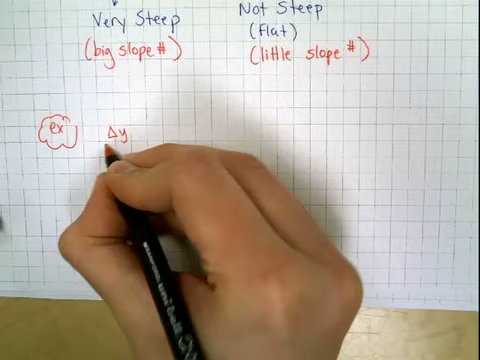 Very Steep
(big slope #)
Not Steep
(flat)
(little slope #)
ex
Δy